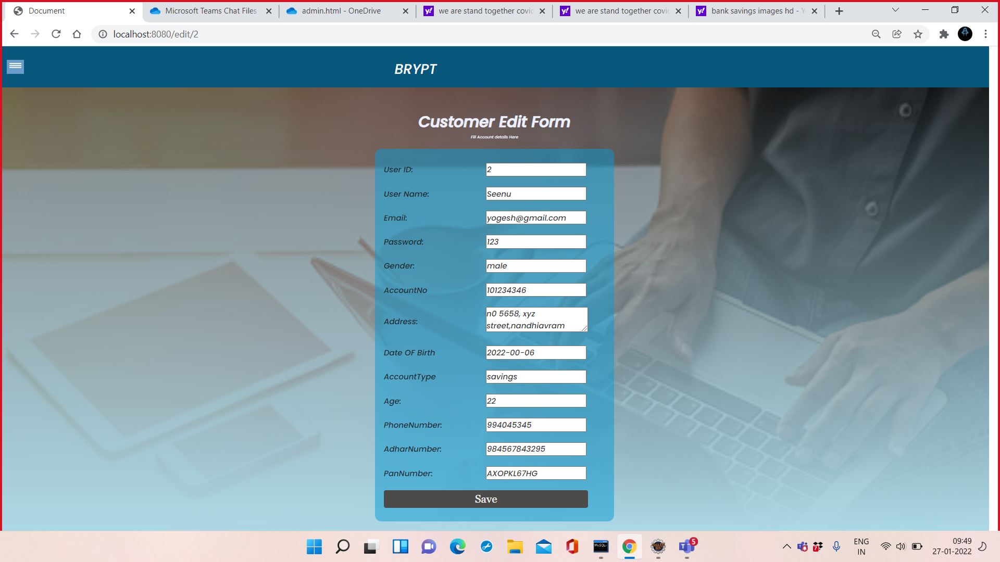 Document
Microsoft Teams Chat Files
admin.html - OneDrive
we are stand together covid
we are stand together covid
bank savings images hd - Y
localhost:8080/edit/2
BRYPT
Customer Edit Form
Fill Account details Here
User ID: 2
User Name: Seenu
Email: yogesh@gmail.com
Password: 123
Gender: male
AccountNo 101234346
Address: n0 5658, xyz
street,nandhiavram
Date OF Birth 2022-00-06
AccountType savings
Age: 22
PhoneNumber: 994045345
AdharNumber: 984567843295
PanNumber: AXOPKL67HG
Save
MySQL
5
7
ENG
IN
09:49
27-01-2022